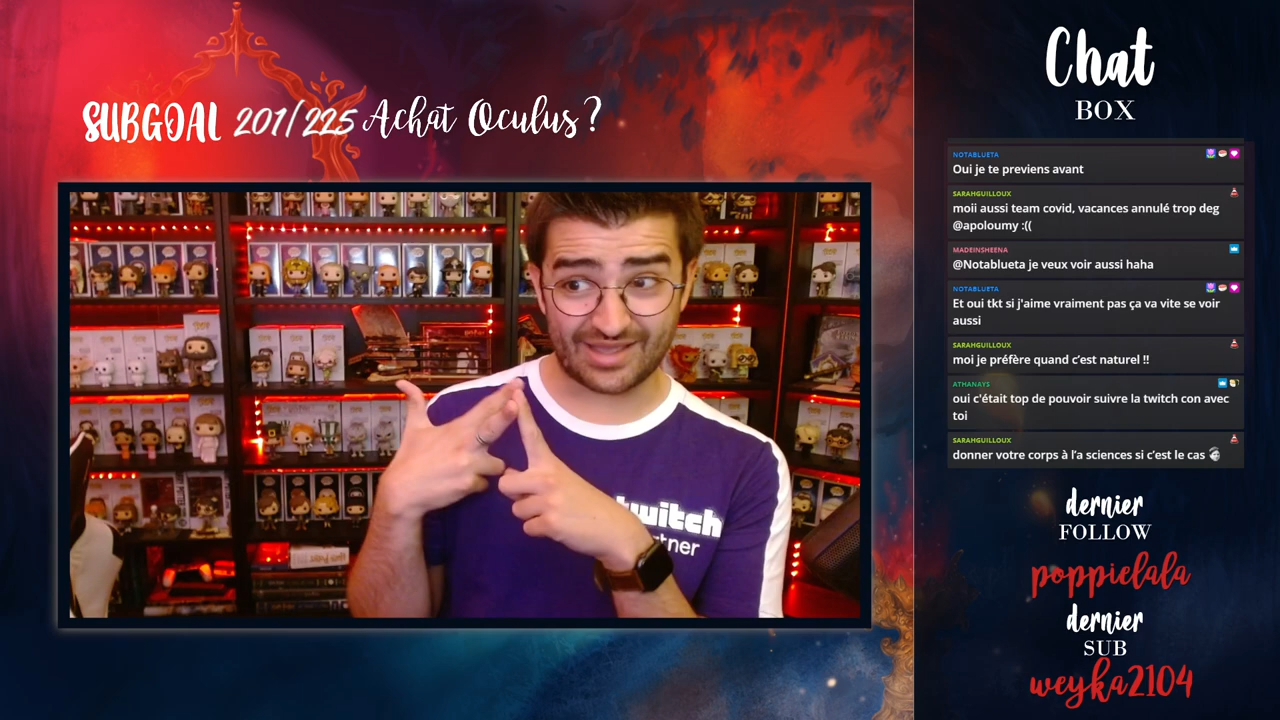 SUBGOAL 201/225 Achat Oculus?
twitch
rtner
Chat
BOX
NOTABLUETA
Oui je te previens avant
SARAHGUILLOUX
moii aussi team covid, vacances annulé trop deg
@apoloumy :((
MADEINSHEENA
@Notablueta je veux voir aussi haha
NOTABLUETA
Et oui tkt si j'aime vraiment pas ça va vite se voir
aussi
SARAHGUILLOUX
moi je préfère quand c'est naturel !!
ATHANAYS
oui c'était top de pouvoir suivre la twitch con avec
toi
SARAHGUILLOUX
donner votre corps à l'a sciences si c'est le cas
dernier
FOLLOW
poppielala
dernier
SUB
weyka2104